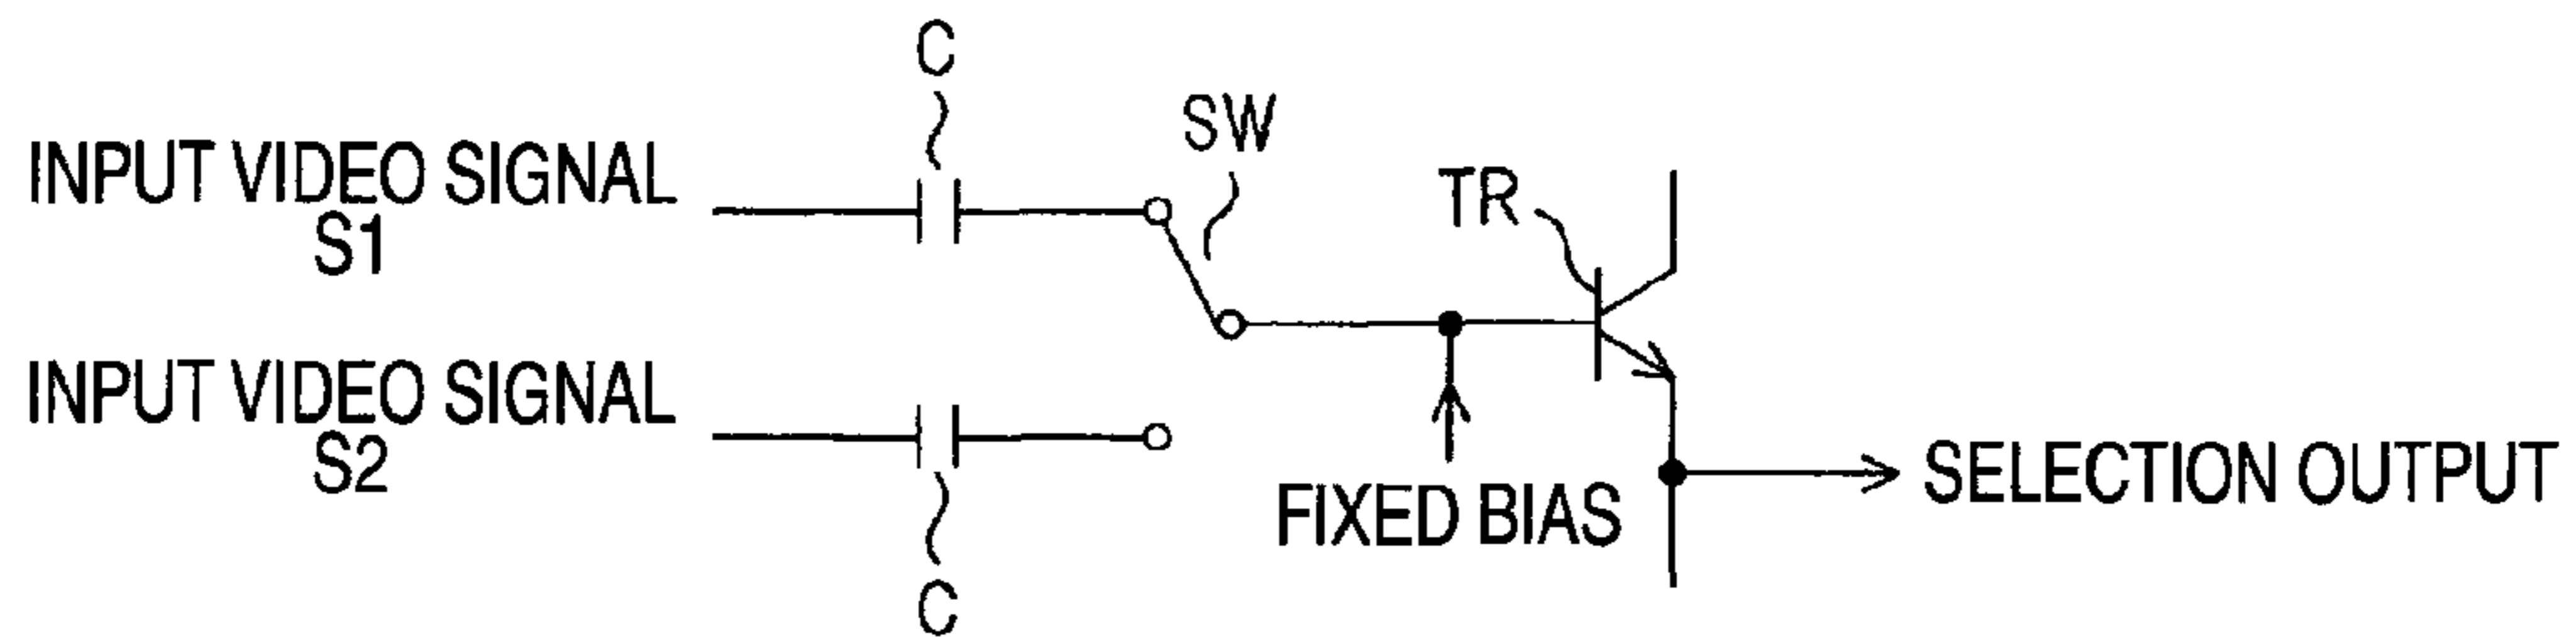 C
SW
INPUT VIDEO SIGNAL
S1
TR
INPUT VIDEO SIGNAL
S2
FIXED BIAS
SELECTION OUTPUT
C